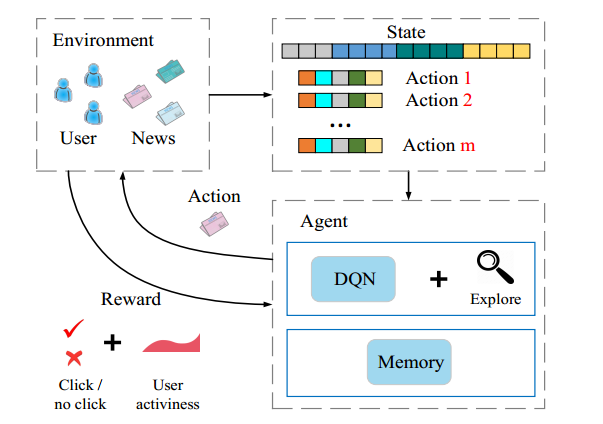 Environment
User
News
State
Action 1
Action 2
...
Action m
Action
Agent
DQN
+
Explore
Memory
Reward
+
Click /
no click
User
activiness